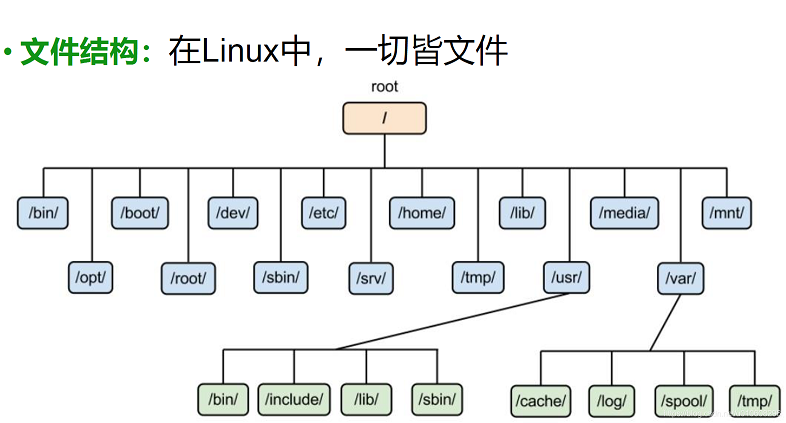 • 文件结构：在Linux中，一切皆文件
root
/
/bin/ /boot/ /dev/ /etc/ /home/ /lib/ /media/ /mnt/
/opt/ /root/ /sbin/ /srv/ /tmp/ /usr/ /var/
/bin/ /include/ /lib/ /sbin/ /cache/ /log/ /spool/ /tmp/